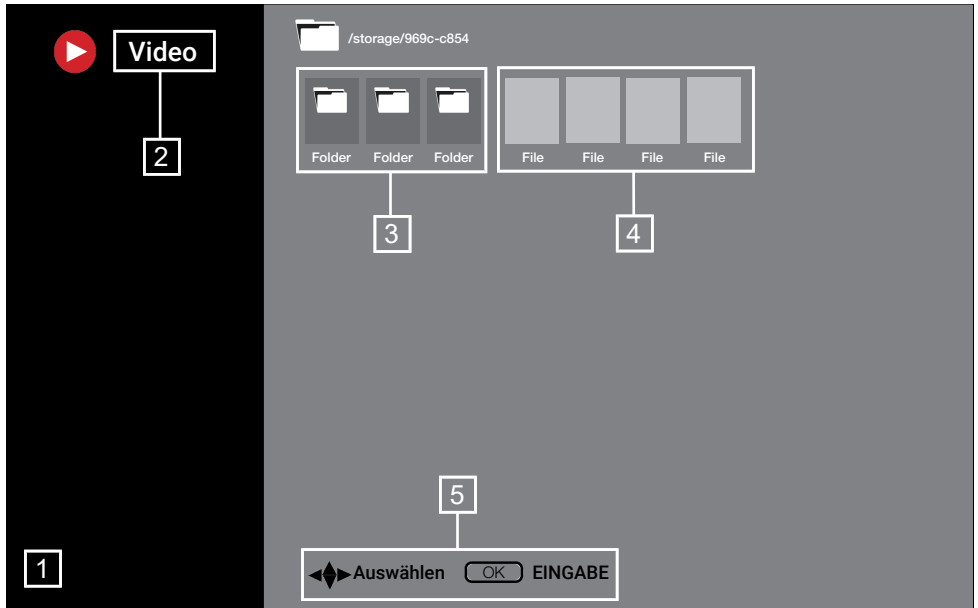 Video
2
/storage/969c-c854
Folder Folder Folder
File File File File
3
4
5
1
Auswählen OK EINGABE